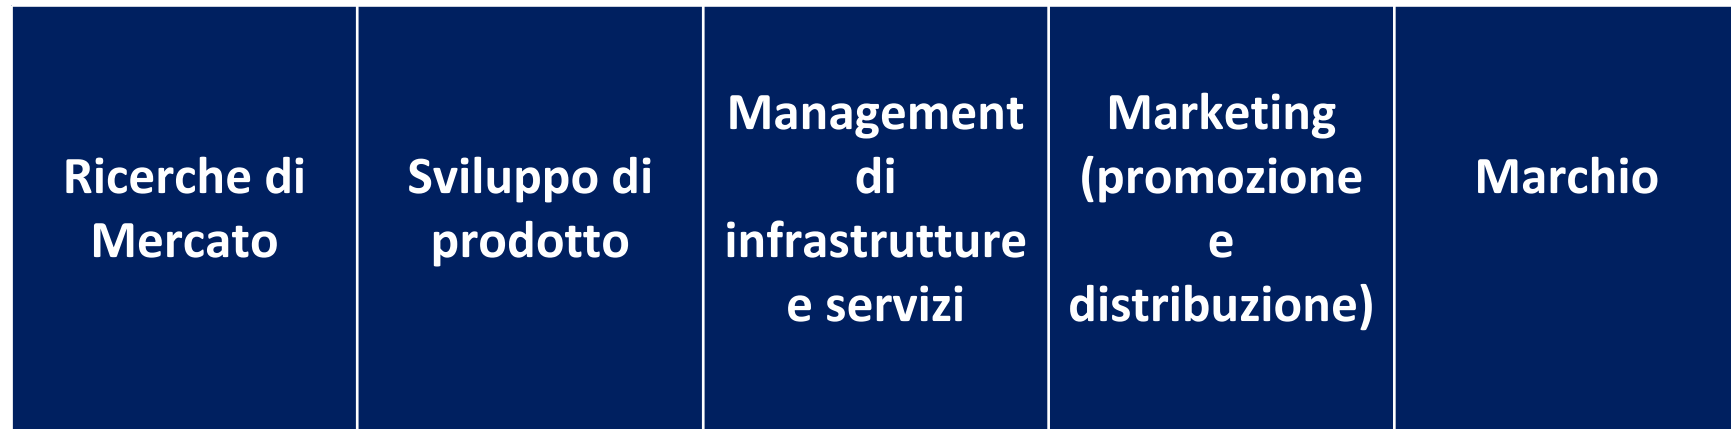 Ricerche di
Mercato
Sviluppo di
prodotto
Management
di
infrastrutture
e servizi
Marketing
(promozione
e
distribuzione)
Marchio